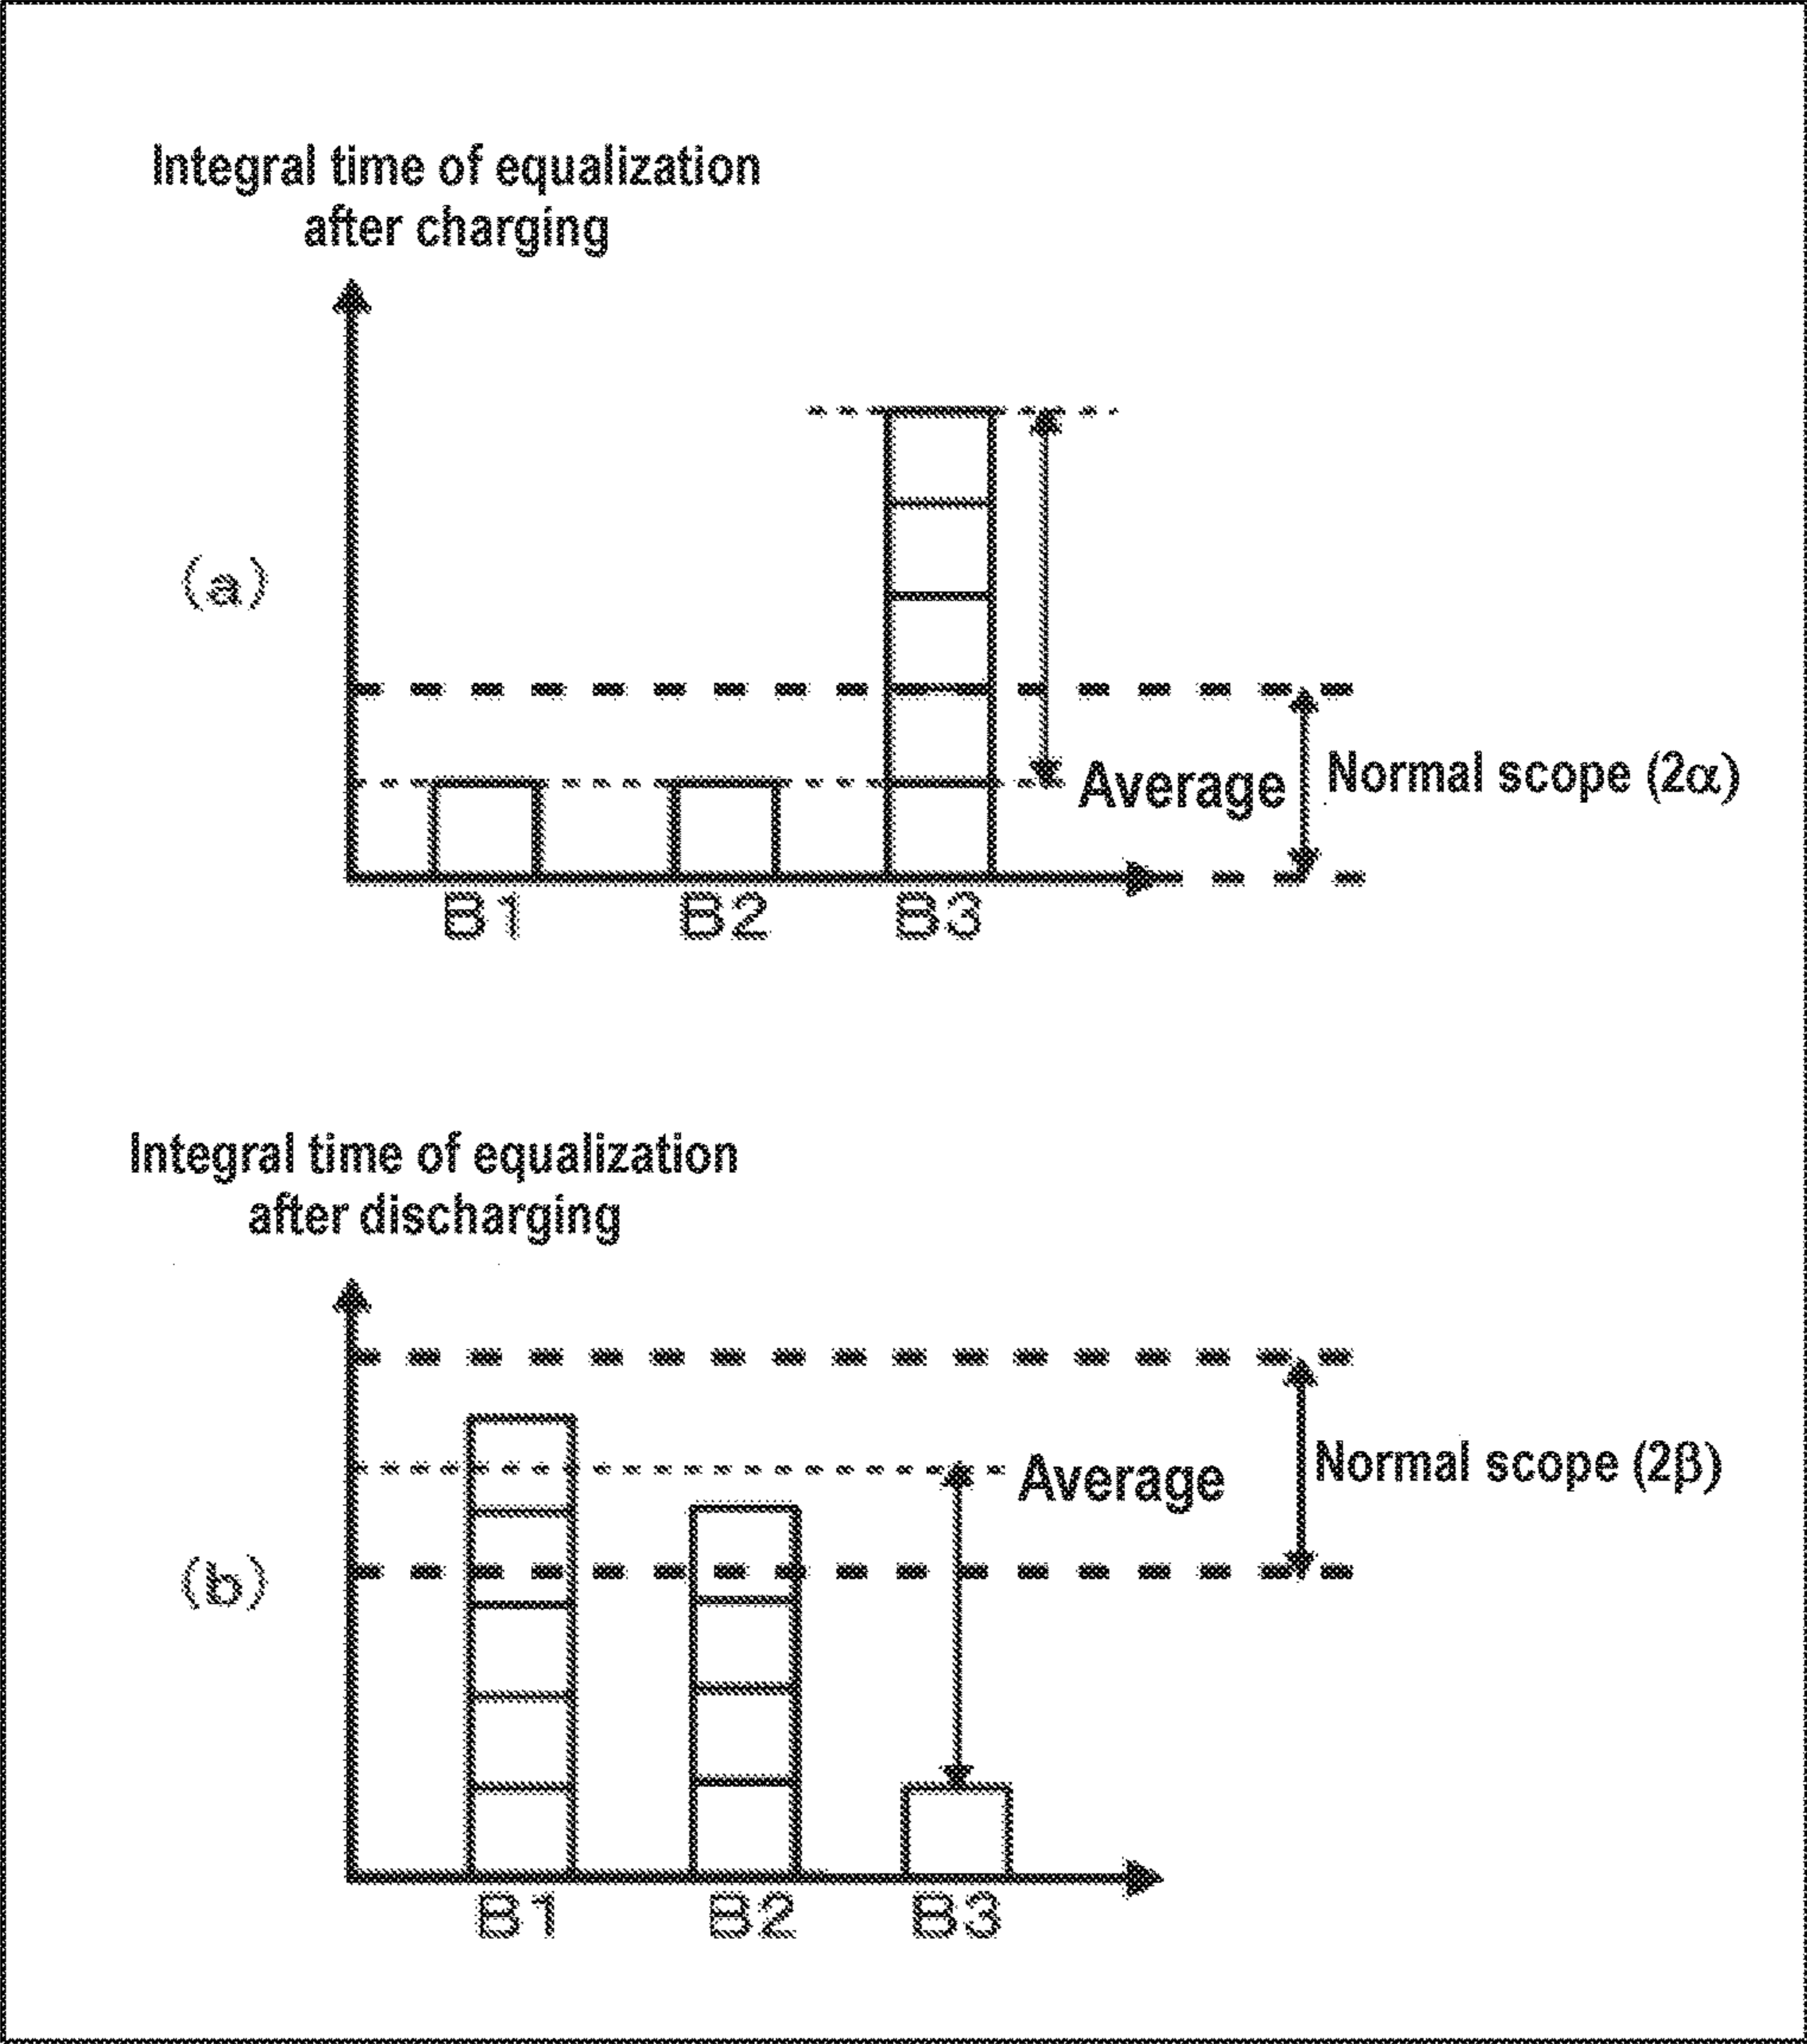 Integral time of equalization
after charging
(a)
Average
Normal scope (2α)
B1 B2 B3
Integral time of equalization
after discharging
Average
Normal scope (2β)
(b)
B1 B2 B3